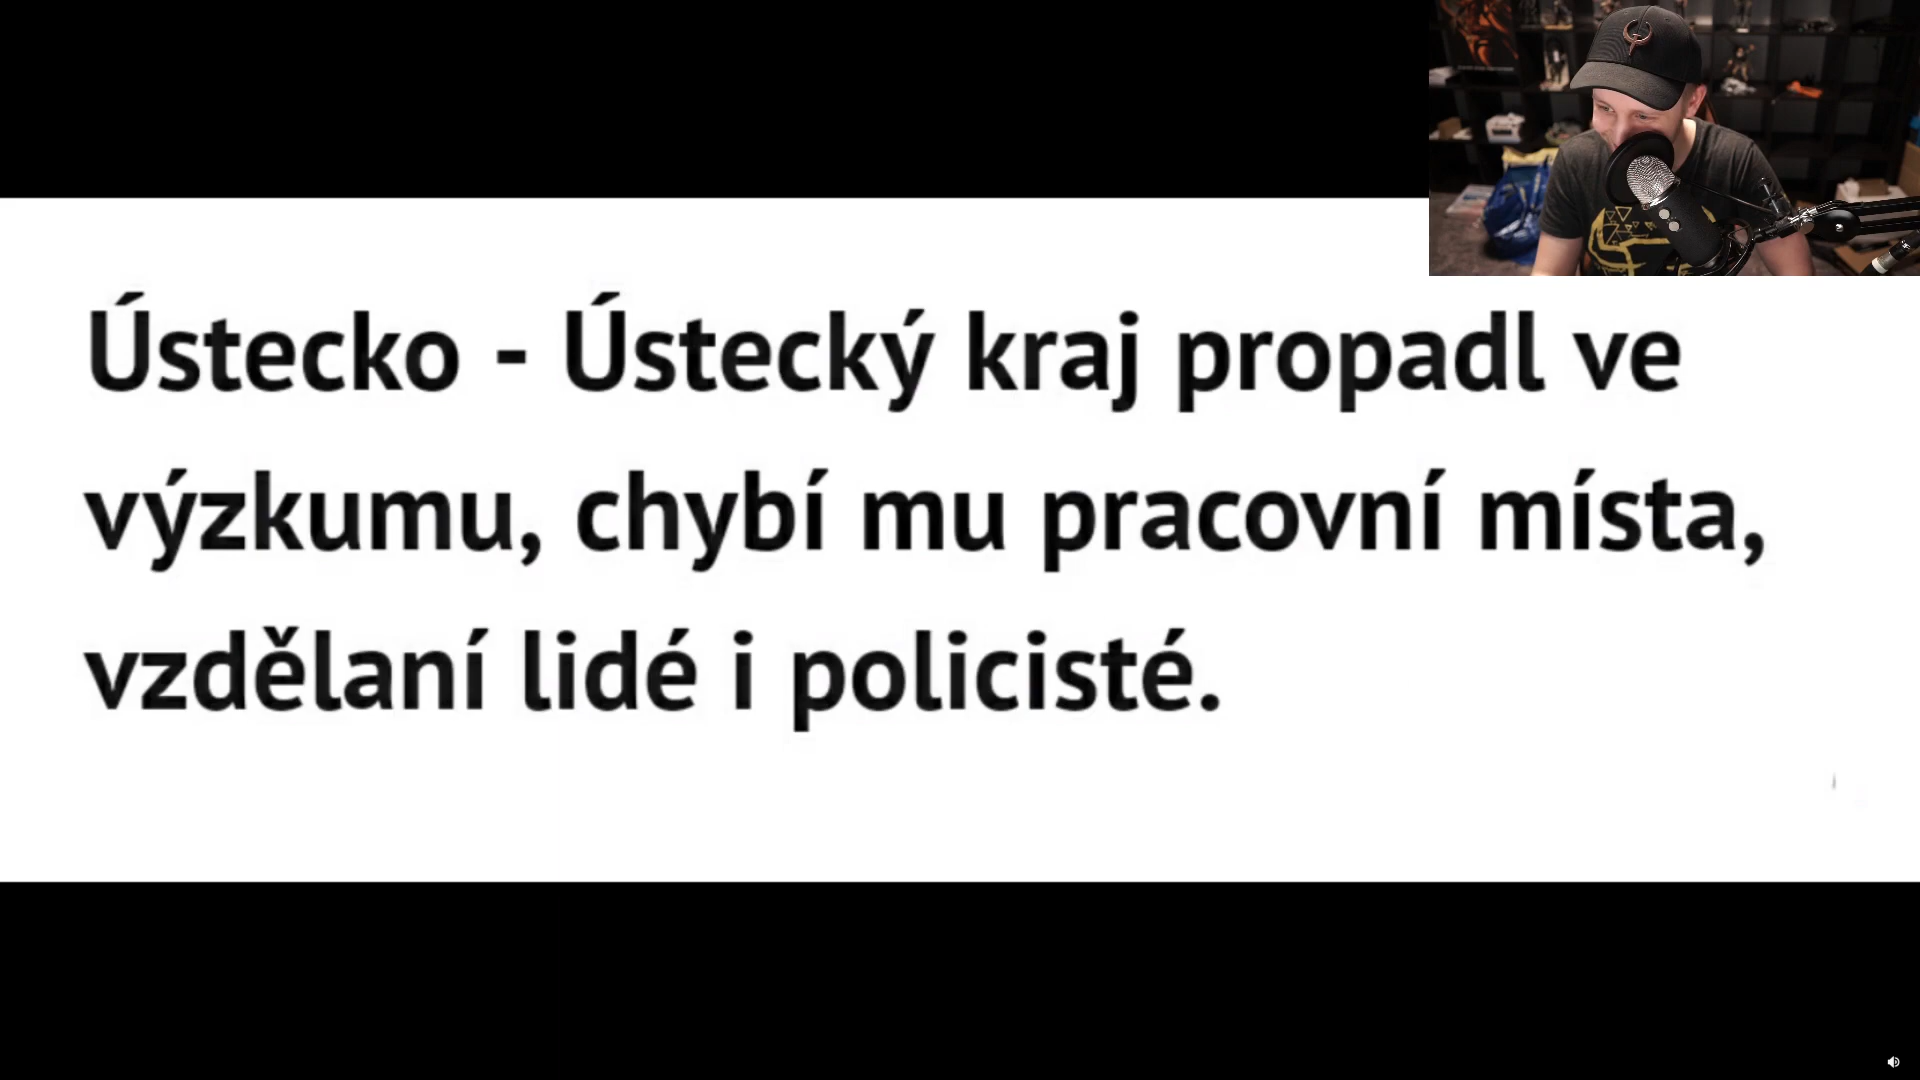 Ústecko - Ústecký kraj propadl ve
výzkumu, chybí mu pracovní místa,
vzdělaní lidé i policisté.